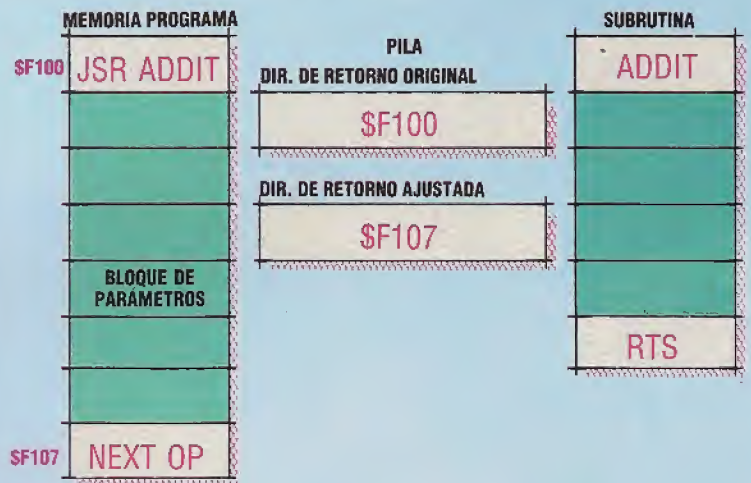 MEMORIA PROGRAMA
$F100 JSR ADDIT
BLOQUE DE
PARÁMETROS
$F107 NEXT OP
PILA
DIR. DE RETORNO ORIGINAL
$F100
DIR. DE RETORNO AJUSTADA
$F107
SUBRUTINA
ADDIT
RTS